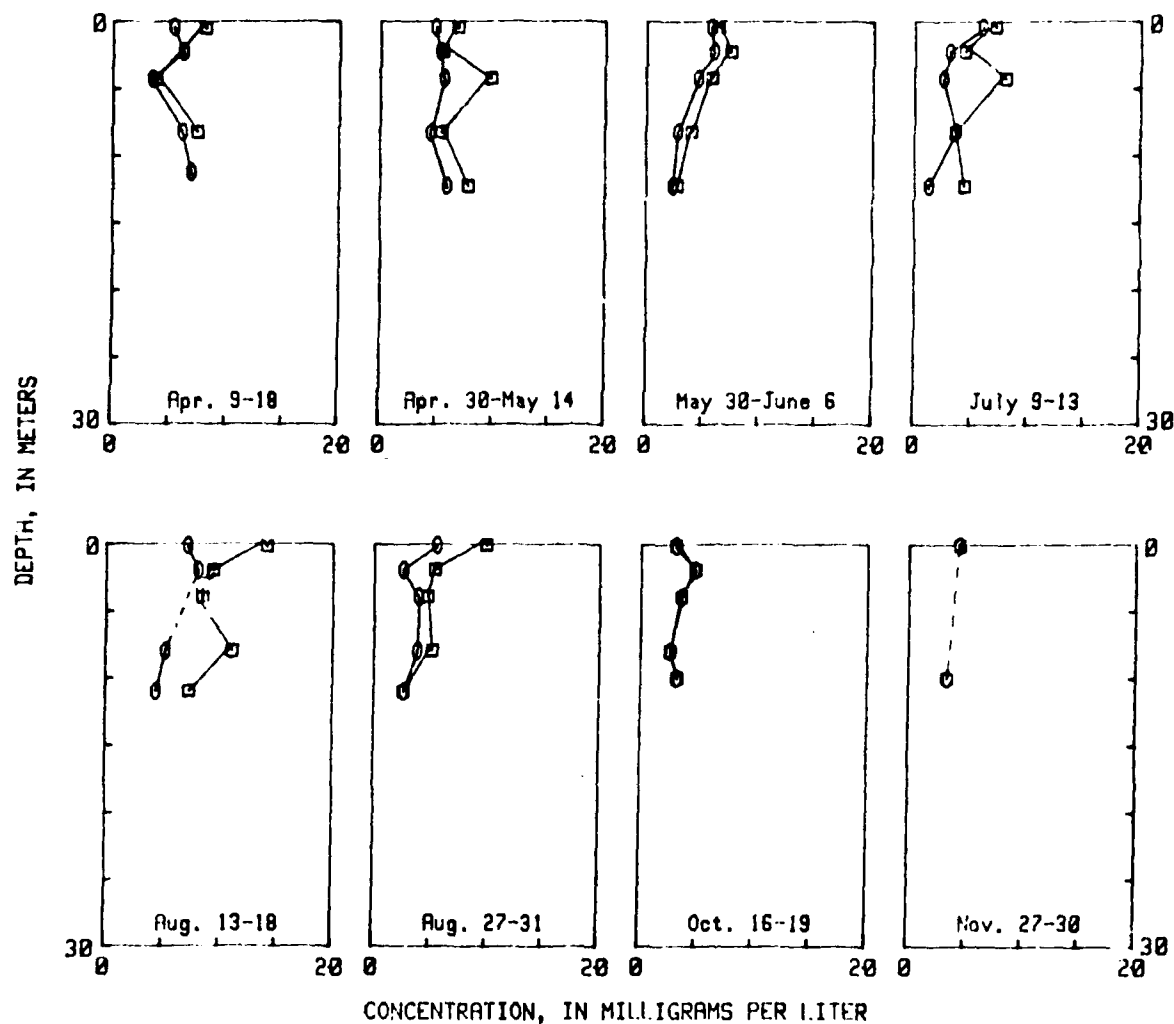 0 0
DEPTH, IN METERS
Apr. 9-18 Apr. 30-May 14 May 30-June 6 July 9-13
30 30
0 20 0 20 0 20 0 20
0 0
Aug. 13-18 Aug. 27-31 Oct. 16-19 Nov. 27-30
30 30
0 20 0 20 0 20 0 20
CONCENTRATION, IN MILLIGRAMS PER LITER